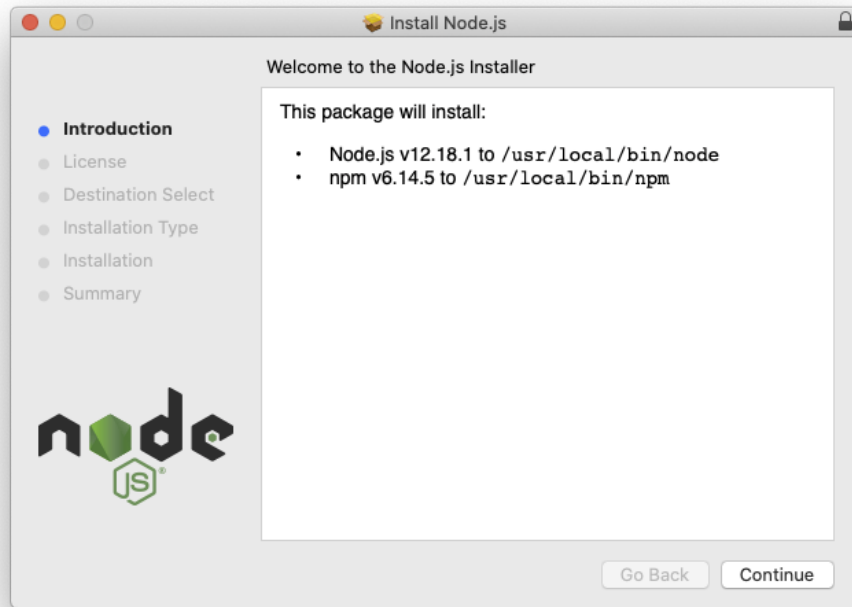 Install Node.js
Welcome to the Node.js Installer
Introduction
License
Destination Select
Installation Type
Installation
Summary
This package will install:
• Node.js v12.18.1 to /usr/local/bin/node
• npm v6.14.5 to /usr/local/bin/npm
node
JS®
Go Back
Continue